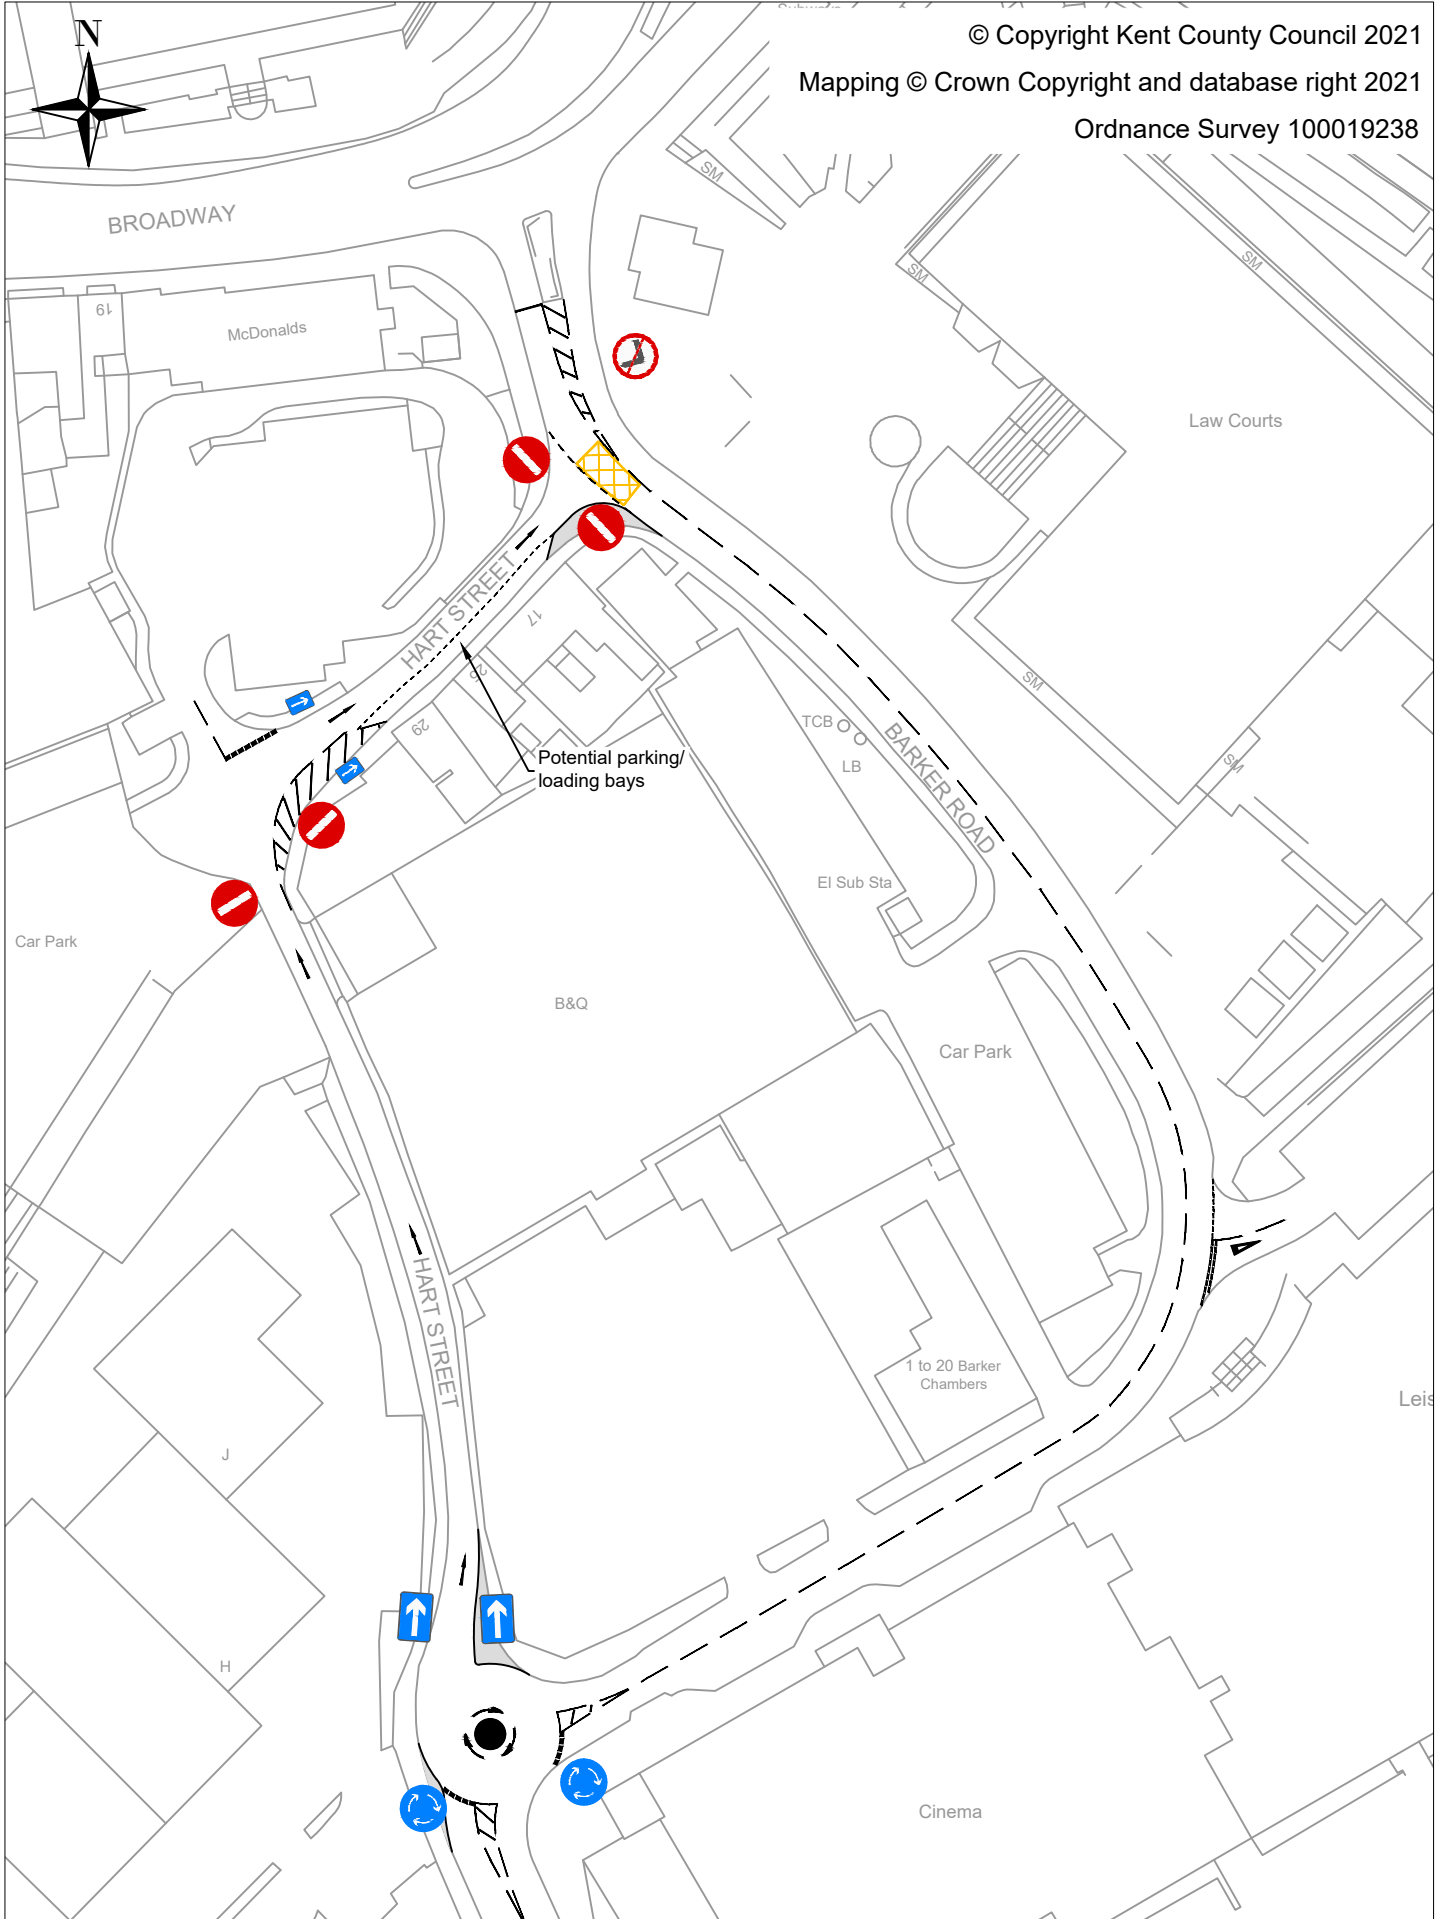 N
© Copyright Kent County Council 2021
Mapping © Crown Copyright and database right 2021
Ordnance Survey 100019238
SM
BROADWAY
SM
SM
19
McDonalds
Law Courts
HART STREET
17
SM
29
TCB
BARKER ROAD
Potential parking/
loading bays
LB
SM
El Sub Sta
Car Park
B&Q
Car Park
HART STREET
1 to 20 Barker
Chambers
Leis
J
H
Cinema